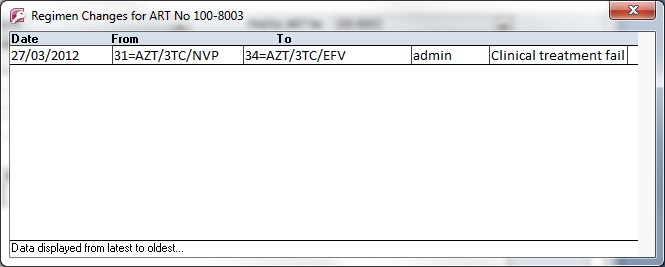 Regimen Changes for ART No 100-8003
Date From To
27/03/2012 31=AZT/3TC/NVP 34=AZT/3TC/EFV admin Clinical treatment fail
Data displayed from latest to oldest...